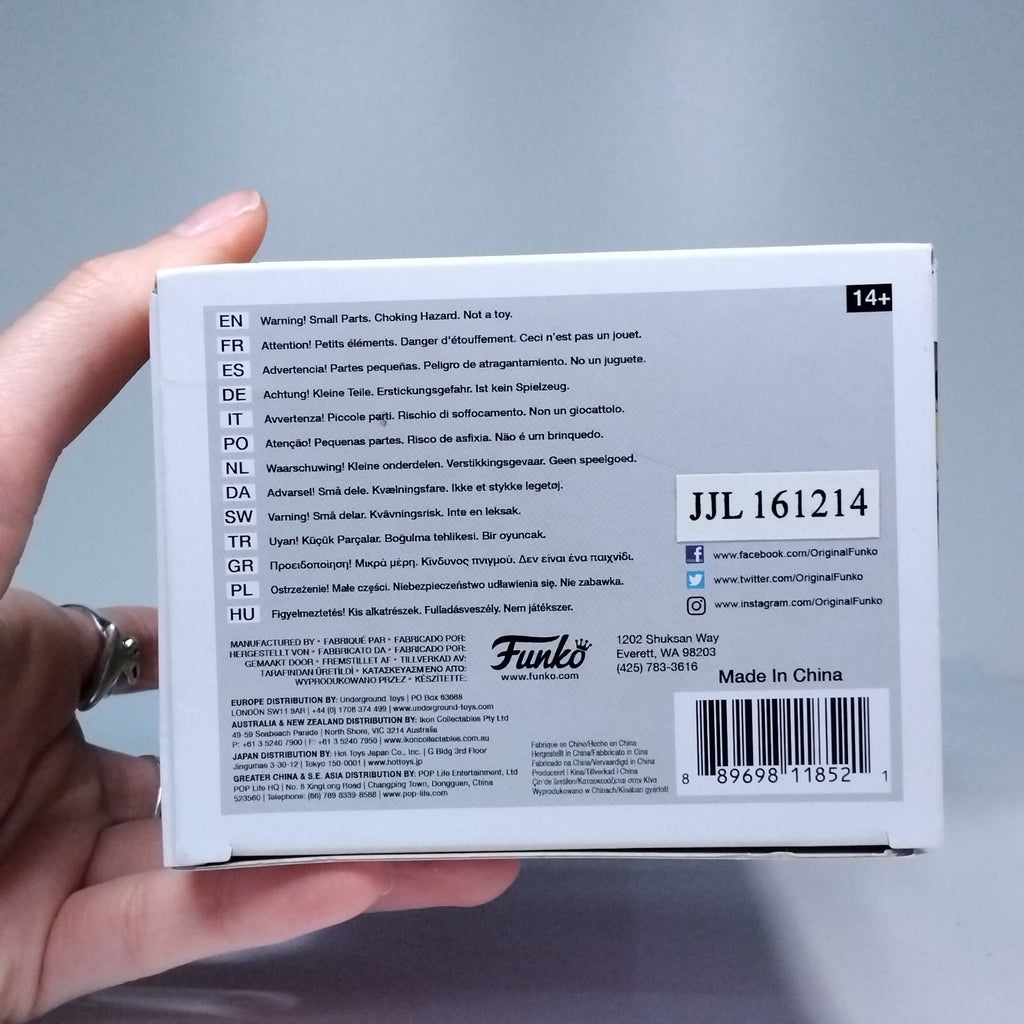 14+
EN Warning! Small Parts. Choking Hazard. Not a toy.
FR Attention! Petits éléments. Danger d'étouffement. Ceci n'est pas un jouet.
ES Advertencia! Partes pequeñas. Peligro de atragantamiento. No un juguete.
DE Achtung! Kleine Teile. Erstickungsgefahr. Ist kein Spielzeug.
IT Avvertenza! Piccole parti. Rischio di soffocamento. Non un giocattolo.
PO Atenção! Pequenas partes. Risco de asfixia. Não é um brinquedo.
NL Waarschuwing! Kleine onderdelen. Verstikkingsgevaar. Geen speelgoed.
DA Advarsel! Små dele. Kvælningsfare. Ikke et stykke legetøj.
SW Varning! Små delar. Kvävningsrisk. Inte en leksak.
TR Uyarı! Küçük Parçalar. Boğulma tehlikesi. Bir oyuncak.
GR Προειδοποίηση! Μικρά μέρη. Κίνδυνος πνιγμού. Δεν είναι ένα παιχνίδι.
PL Ostrzeżenie! Małe części. Niebezpieczeństwo udławienia się. Nie zabawka.
HU Figyelmeztetés! Kis alkatrészek. Fulladásveszély. Nem játékszer.
JJL 161214
www.facebook.com/OriginalFunko
www.twitter.com/OriginalFunko
www.instagram.com/OriginalFunko
MANUFACTURED BY • FABRIQUÉ PAR • FABRICADO POR:
HERGESTELLT VON • FABBRICATO DA • FABRICADO POR:
GEMAAKT DOOR • FREMSTILLET AF • TILLVERKAD AV:
TARAFINDAN ÜRETİLDİ • ΚΑΤΑΣΚΕΥΑΣΜΕΝΟ ΑΠΟ:
WYPRODUKOWANO PRZEZ • KÉSZÍTETTE:
Funko
www.funko.com
1202 Shuksan Way
Everett, WA 98203
(425) 783-3616
Made In China
EUROPE DISTRIBUTION BY: Underground Toys | PO Box 63668
LONDON SW11 9AR | +44 (0) 1708 374 499 | www.underground-toys.com
AUSTRALIA & NEW ZEALAND DISTRIBUTION BY: Ikon Collectables Pty Ltd
49-59 Seabeach Parade | North Shore, VIC 3214 Australia
P: +61 3 5240 7900 | F: +61 3 5240 7950 | www.ikoncollectables.com.au
JAPAN DISTRIBUTION BY: Hot Toys Japan Co., Inc. | G Bldg 3rd Floor
Jingumae 3-30-12 | Tokyo 150-0001 | www.hottoys.jp
GREATER CHINA & S.E. ASIA DISTRIBUTION BY: POP Life Entertainment, Ltd
POP Life HQ | No. 8 XingLong Road | Changping Town, Dongguan, China
523560 | Telephone: (86) 769 8339-8588 | www.pop-life.com
Fabriqué en Chine/Hecho en China
Hergestellt in China/Fabbricato in Cina
Fabricado na China/Vervaardigd in China
Produceret i Kina/Tillverkad i China
Çin'de üretilen/Κατασκευάζεται στην Κίνα
Wyprodukowano w Chinach/Kínában gyártott
8 89698 11852 1